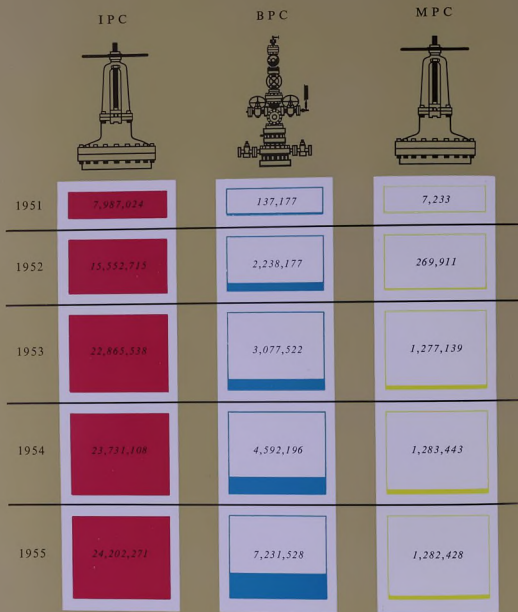 IPC BPC MPC
1951 7,987,024 137,177 7,233
1952 15,552,715 2,238,177 269,911
1953 22,865,538 3,077,522 1,277,139
1954 23,731,108 4,592,196 1,283,443
1955 24,202,271 7,231,528 1,282,428